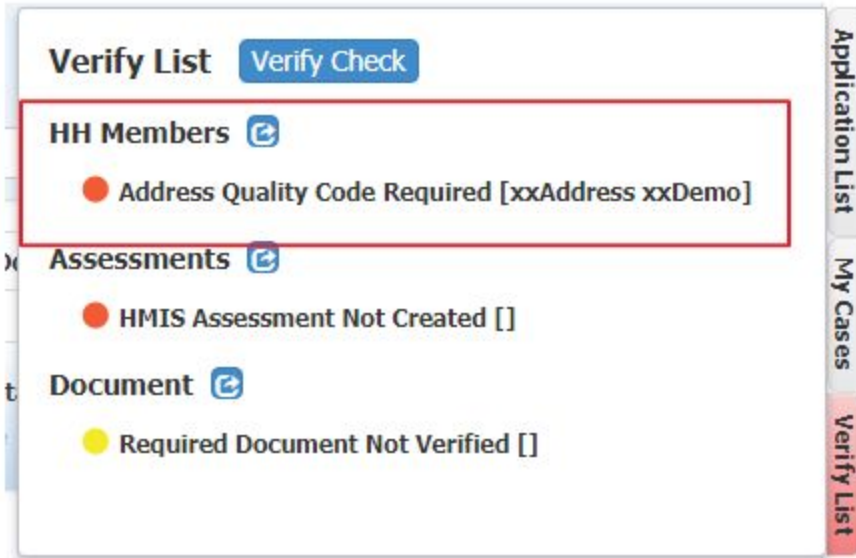 Verify List Verify Check
HH Members
Address Quality Code Required [xxAddress xxDemo]
Assessments
HMIS Assessment Not Created []
Document
Required Document Not Verified []
Application List
My Cases
Verify List